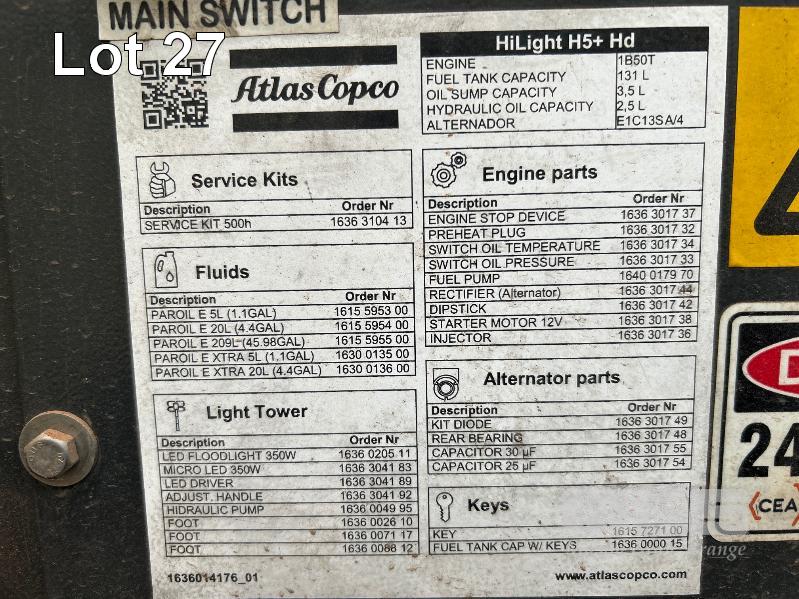 MAIN SWITCH
Lot 27
Atlas Copco
HiLight H5+ Hd
ENGINE 1B50T
FUEL TANK CAPACITY 131 L
OIL SUMP CAPACITY 3,5 L
HYDRAULIC OIL CAPACITY 2,5 L
ALTERNADOR E1C13SA/4
Service Kits
Description Order Nr
SERVICE KIT 500h 1636 3104 13
Fluids
Description Order Nr
PAROIL E 5L (1.1GAL) 1615 5953 00
PAROIL E 20L (4.4GAL) 1615 5954 00
PAROIL E 209L (45.98GAL) 1615 5955 00
PAROIL E XTRA 5L (1.1GAL) 1630 0135 00
PAROIL E XTRA 20L (4.4GAL) 1630 0136 00
Light Tower
Description Order Nr
LED FLOODLIGHT 350W 1636 0205 11
MICRO LED 350W 1636 3041 83
LED DRIVER 1636 3041 89
ADJUST. HANDLE 1636 3041 92
HIDRAULIC PUMP 1636 0049 95
FOOT 1636 0026 10
FOOT 1636 0071 17
FOOT 1636 0088 12
1636014176_01
Engine parts
Description Order Nr
ENGINE STOP DEVICE 1636 3017 37
PREHEAT PLUG 1636 3017 32
SWITCH OIL TEMPERATURE 1636 3017 34
SWITCH OIL PRESSURE 1636 3017 33
FUEL PUMP 1640 0179 70
RECTIFIER (Alternator) 1636 3017 44
DIPSTICK 1636 3017 42
STARTER MOTOR 12V 1636 3017 38
INJECTOR 1636 3017 36
Alternator parts
Description Order Nr
KIT DIODE 1636 3017 49
REAR BEARING 1636 3017 48
CAPACITOR 30 µF 1636 3017 55
CAPACITOR 25 µF 1636 3017 54
Keys
KEY 1615 7271 00
FUEL TANK CAP W/ KEYS 1636 0000 15
www.atlascopco.com
24
CEA